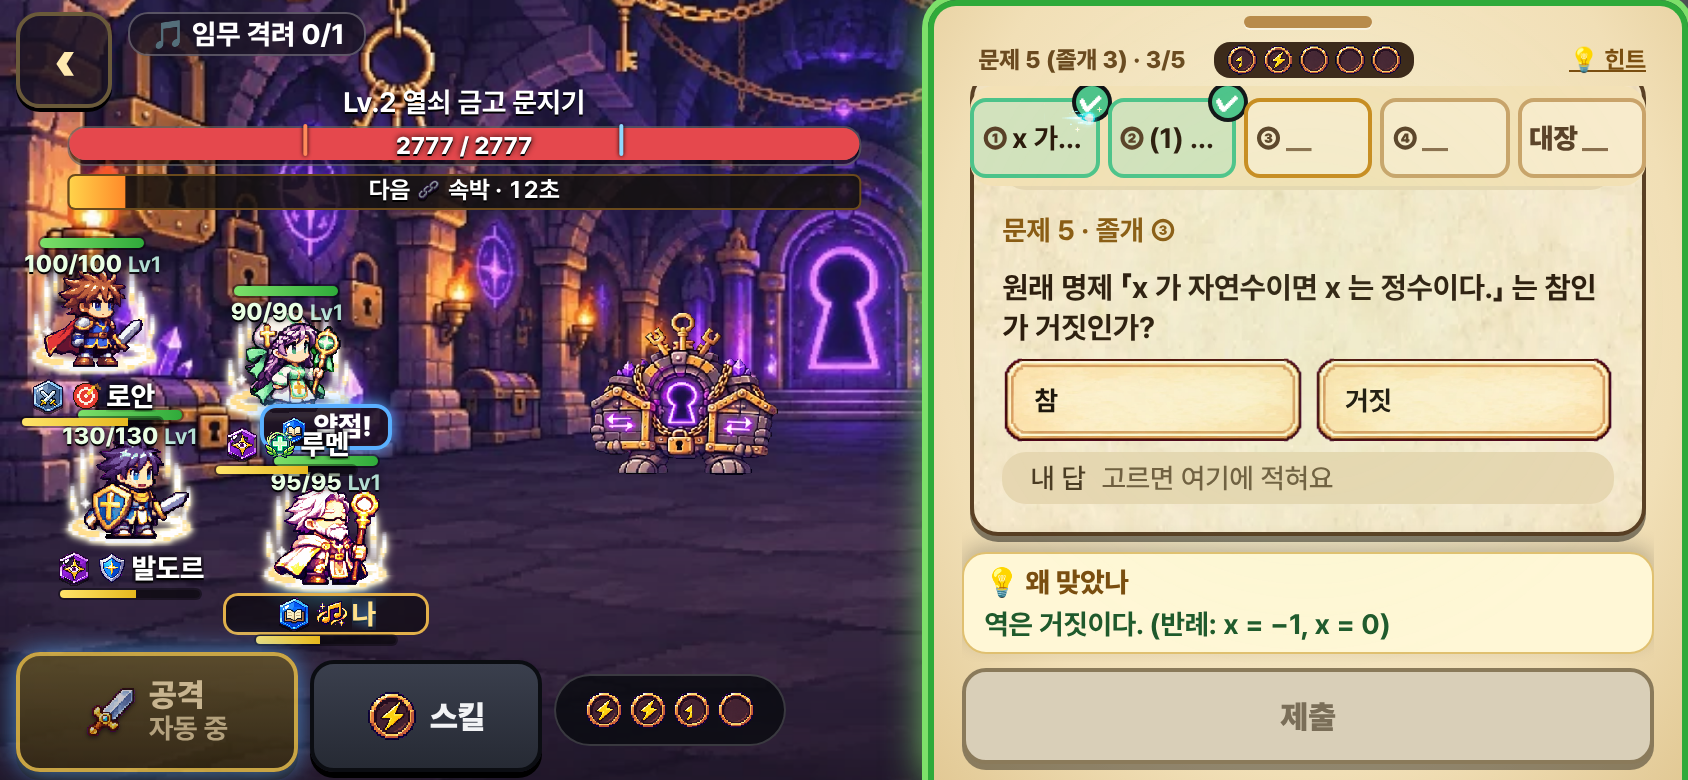 임무 격려 0/1
Lv.2 열쇠 금고 문지기
2777 / 2777
다음 속박 · 12초
100/100 Lv1
90/90 Lv1
로안
130/130 Lv1
약점!
루멘
95/95 Lv1
발도르
나
공격
자동 중
스킬
문제 5 (졸개 3) · 3/5
힌트
① x 가...
② (1) ...
③ __
④ __
대장 __
문제 5 · 졸개 ③
원래 명제 「x 가 자연수이면 x 는 정수이다.」 는 참인
가 거짓인가?
참
거짓
내 답 고르면 여기에 적혀요
왜 맞았나
역은 거짓이다. (반례: x = −1, x = 0)
제출